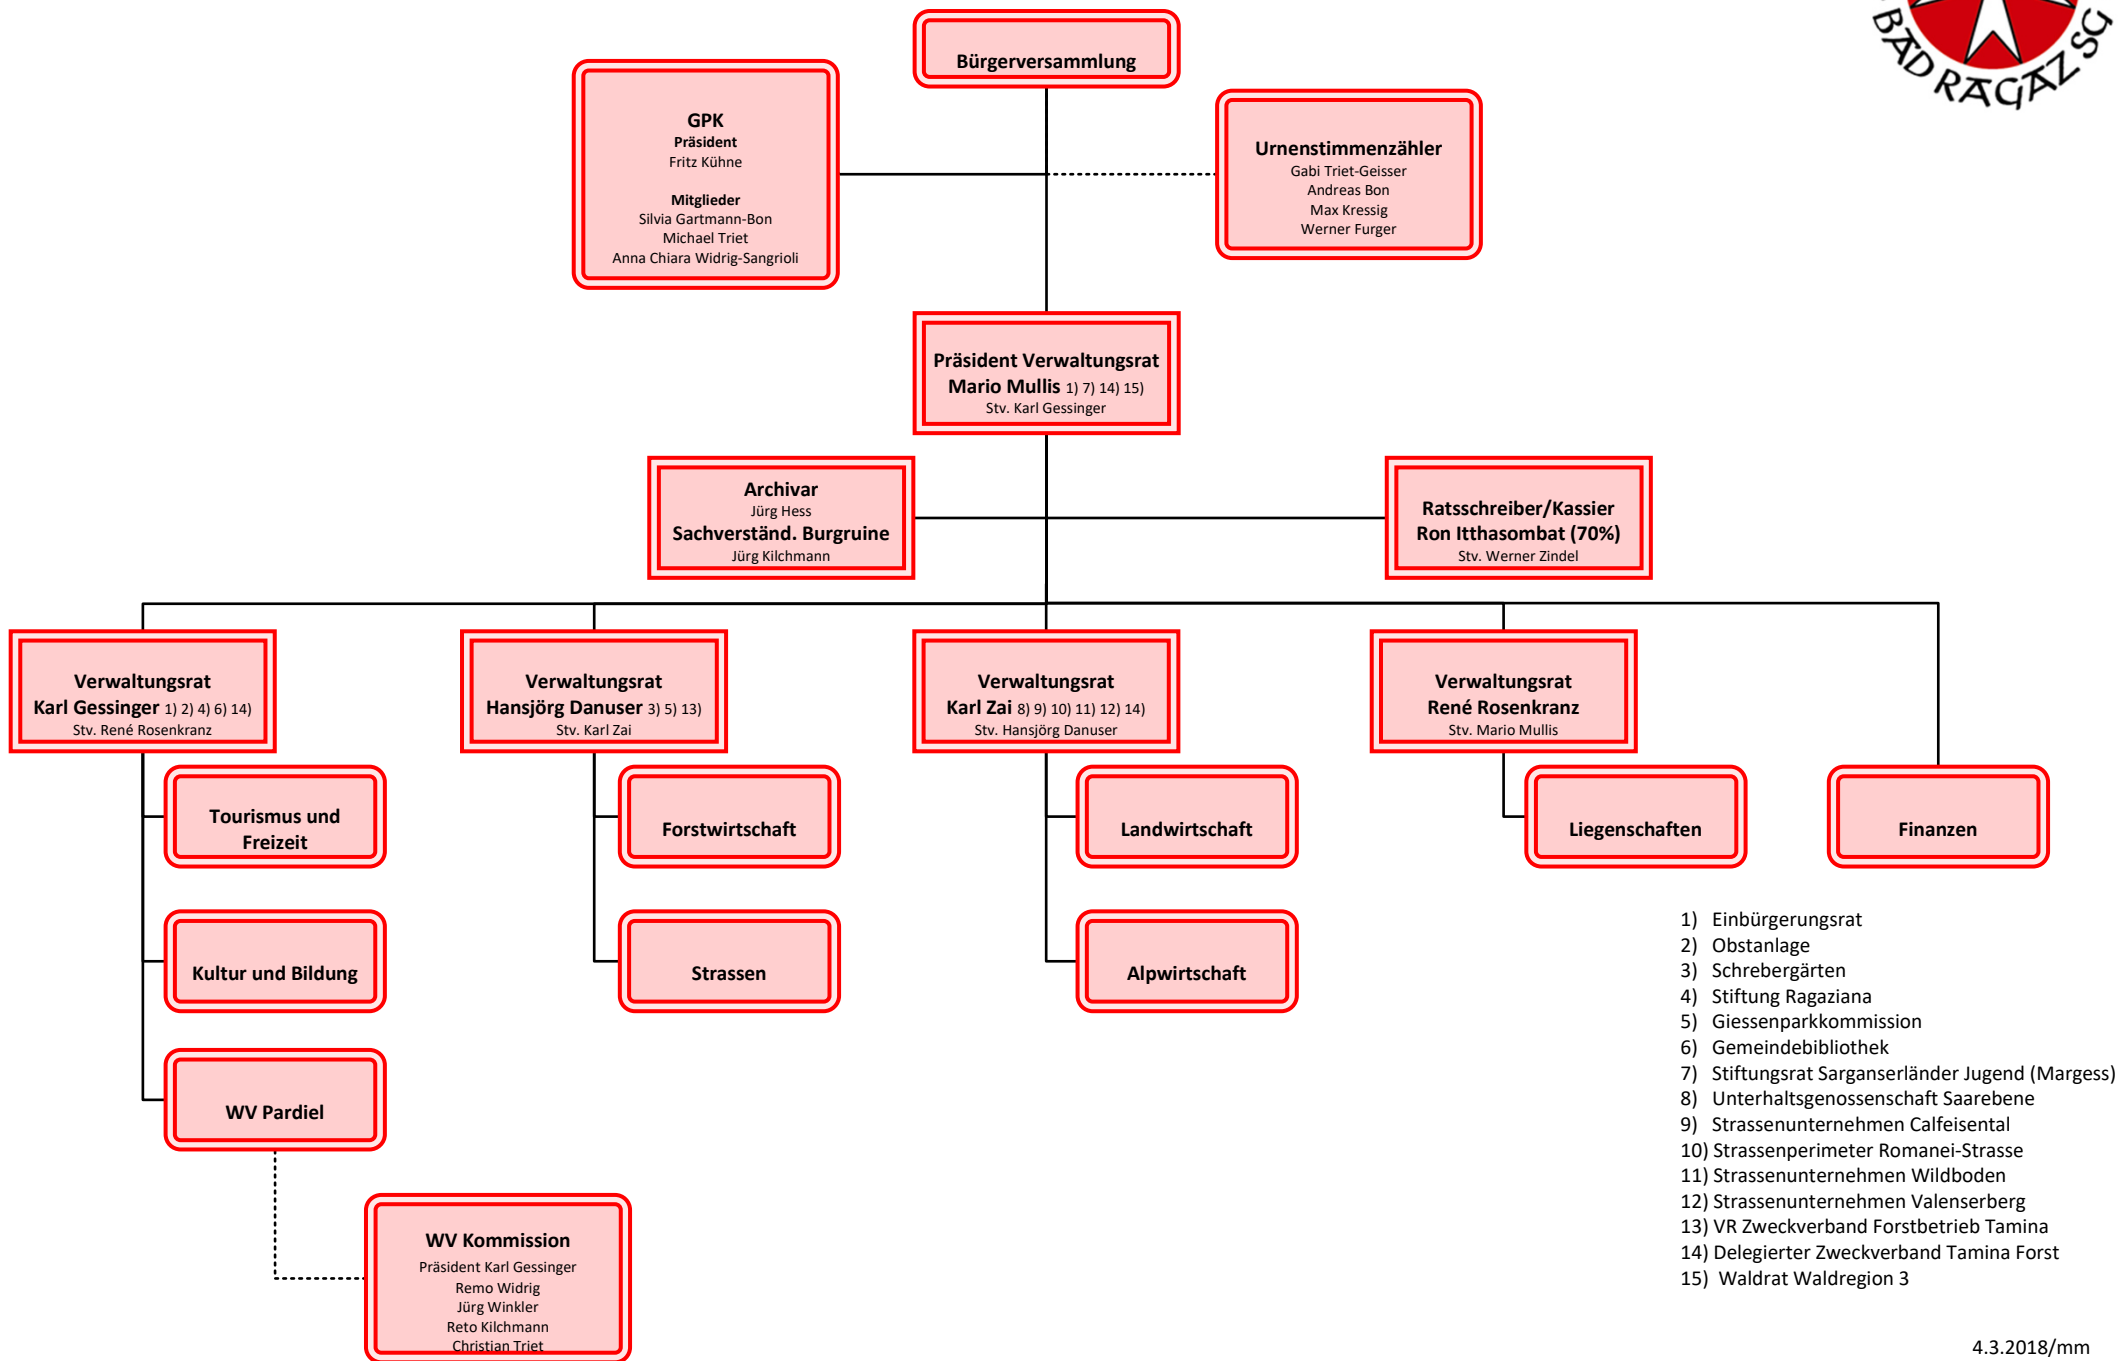 BAD RAGAZ SG
Bürgerversammlung
GPK
Präsident
Fritz Kühne
Mitglieder
Silvia Gartmann-Bon
Michael Triet
Anna Chiara Widrig-Sangrioli
Urnenstimmenzähler
Gabi Triet-Geisser
Andreas Bon
Max Kressig
Werner Furger
Präsident Verwaltungsrat
Mario Mullis 1) 7) 14) 15)
Stv. Karl Gessinger
Archivar
Jürg Hess
Sachverständ. Burgruine
Jürg Kilchmann
Ratsschreiber/Kassier
Ron Itthasombat (70%)
Stv. Werner Zindel
Verwaltungsrat
Karl Gessinger 1) 2) 4) 6) 14)
Stv. René Rosenkranz
Verwaltungsrat
Hansjörg Danuser 3) 5) 13)
Stv. Karl Zai
Verwaltungsrat
Karl Zai 8) 9) 10) 11) 12) 14)
Stv. Hansjörg Danuser
Verwaltungsrat
René Rosenkranz
Stv. Mario Mullis
Tourismus und
Freizeit
Forstwirtschaft
Landwirtschaft
Liegenschaften
Finanzen
Kultur und Bildung
Strassen
Alpwirtschaft
WV Pardiel
WV Kommission
Präsident Karl Gessinger
Remo Widrig
Jürg Winkler
Reto Kilchmann
Christian Triet
1) Einbürgerungsrat
2) Obstanlage
3) Schrebergärten
4) Stiftung Ragaziana
5) Giessenparkkommission
6) Gemeindebibliothek
7) Stiftungsrat Sarganserländer Jugend (Margess)
8) Unterhaltsgenossenschaft Saarebene
9) Strassenunternehmen Calfeisental
10) Strassenperimeter Romanei-Strasse
11) Strassenunternehmen Wildboden
12) Strassenunternehmen Valenserberg
13) VR Zweckverband Forstbetrieb Tamina
14) Delegierter Zweckverband Tamina Forst
15) Waldrat Waldregion 3
4.3.2018/mm